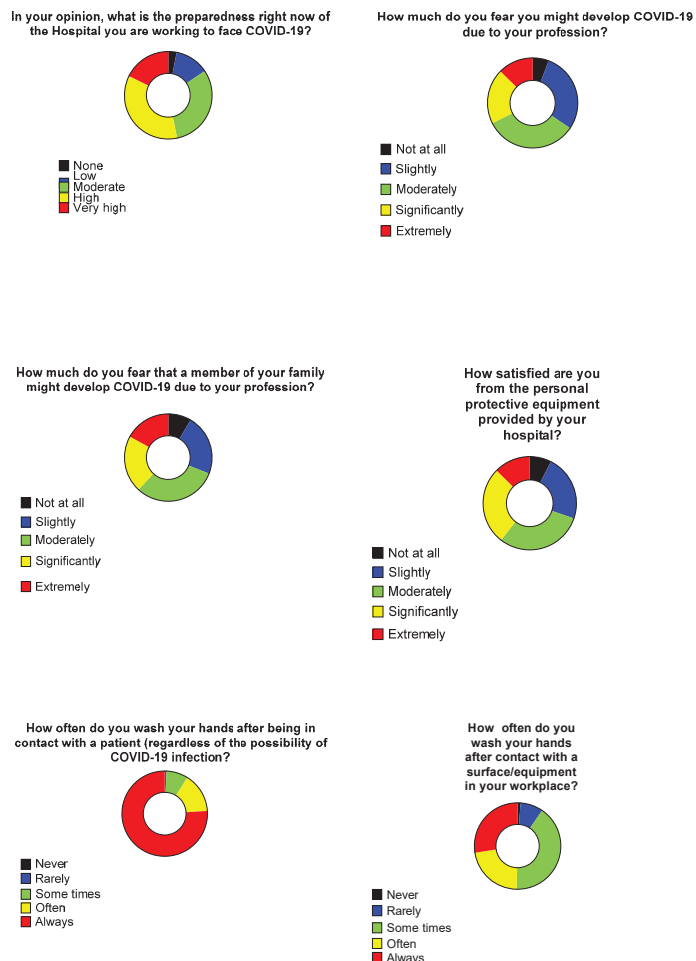 In your opinion, what is the preparedness right now of
the Hospital you are working to face COVID-19?
None
Low
Moderate
High
Very high
How much do you fear you might develop COVID-19
due to your profession?
Not at all
Slightly
Moderately
Significantly
Extremely
How much do you fear that a member of your family
might develop COVID-19 due to your profession?
Not at all
Slightly
Moderately
Significantly
Extremely
How satisfied are you
from the personal
protective equipment
provided by your
hospital?
Not at all
Slightly
Moderately
Significantly
Extremely
How often do you wash your hands after being in
contact with a patient (regardless of the possibility of
COVID-19 infection?
Never
Rarely
Some times
Often
Always
How often do you
wash your hands
after contact with a
surface/equipment
in your workplace?
Never
Rarely
Some times
Often
Always